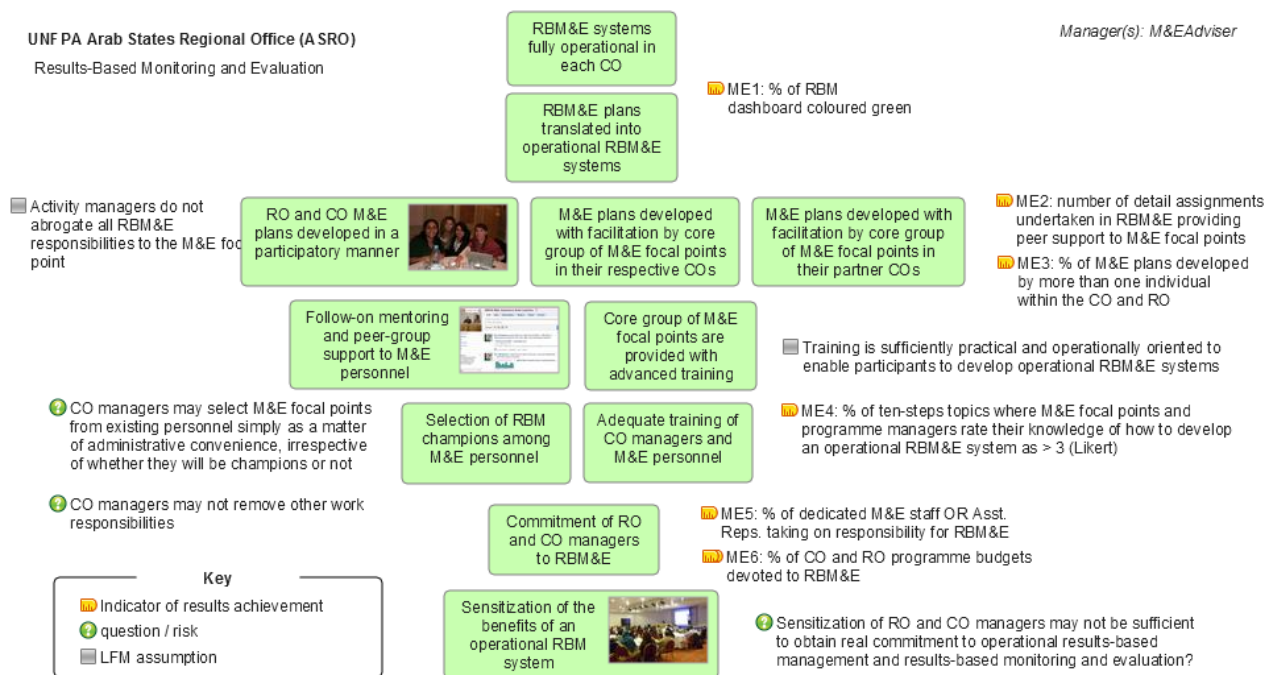 UNFPA Arab States Regional Office (ASRO)
Results-Based Monitoring and Evaluation
Manager(s): M&EAdviser
RBM&E systems
fully operational in
each CO
ME1: % of RBM
dashboard coloured green
RBM&E plans
translated into
operational RBM&E
systems
Activity managers do not
abrogate all RBM&E
responsibilities to the M&E foc
point
RO and CO M&E
plans developed in a
participatory manner
M&E plans developed
with facilitation by core
group of M&E focal points
in their respective COs
M&E plans developed with
facilitation by core group
of M&E focal points in
their partner COs
ME2: number of detail assignments
undertaken in RBM&E providing
peer support to M&E focal points
ME3: % of M&E plans developed
by more than one individual
within the CO and RO
Follow-on mentoring
and peer-group
support to M&E
personnel
Core group of M&E
focal points are
provided with
advanced training
Training is sufficiently practical and operationally oriented to
enable participants to develop operational RBM&E systems
CO managers may select M&E focal points
from existing personnel simply as a matter
of administrative convenience, irrespective
of whether they will be champions or not
Selection of RBM
champions among
M&E personnel
Adequate training of
CO managers and
M&E personnel
ME4: % of ten-steps topics where M&E focal points and
programme managers rate their knowledge of how to develop
an operational RBM&E system as > 3 (Likert)
CO managers may not remove other work
responsibilities
Commitment of RO
and CO managers
to RBM&E
ME5: % of dedicated M&E staff OR Asst.
Reps. taking on responsibility for RBM&E
ME6: % of CO and RO programme budgets
devoted to RBM&E
Key
Indicator of results achievement
question / risk
LFM assumption
Sensitization of the
benefits of an
operational RBM
system
Sensitization of RO and CO managers may not be sufficient
to obtain real commitment to operational results-based
management and results-based monitoring and evaluation?